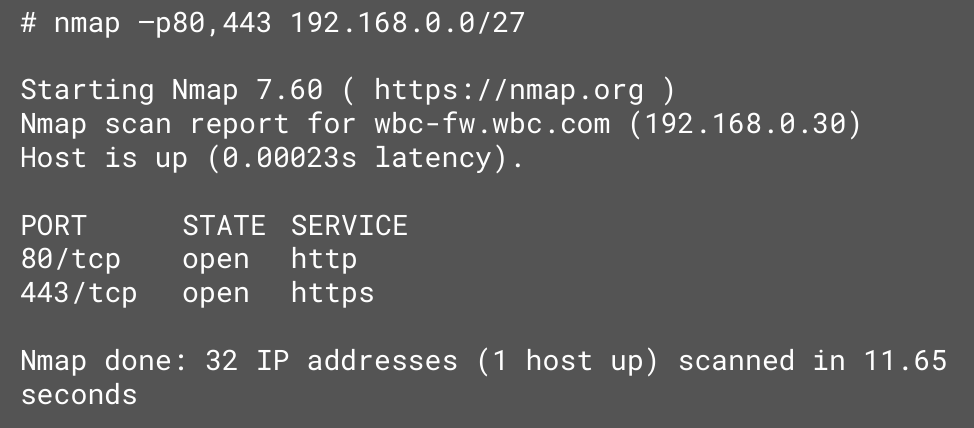 # nmap –p80,443 192.168.0.0/27
Starting Nmap 7.60 ( https://nmap.org )
Nmap scan report for wbc-fw.wbc.com (192.168.0.30)
Host is up (0.00023s latency).
PORT STATE SERVICE
80/tcp open http
443/tcp open https
Nmap done: 32 IP addresses (1 host up) scanned in 11.65
seconds